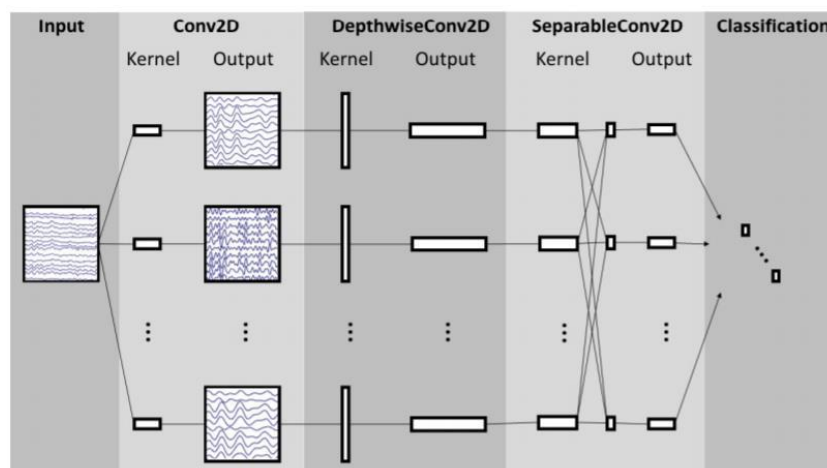 Input Conv2D DepthwiseConv2D SeparableConv2D Classification
Kernel Output Kernel Output Kernel Output